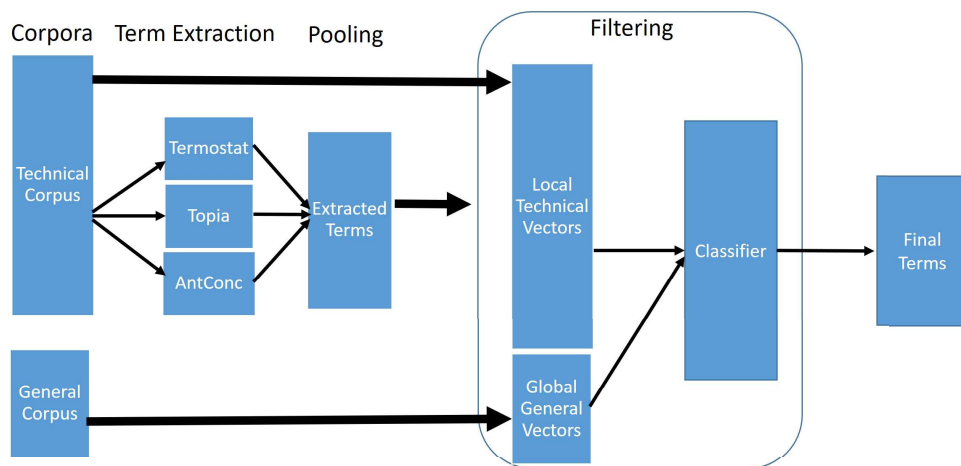 Corpora
Term Extraction
Pooling
Filtering
Technical
Corpus
Termostat
Topia
AntConc
Extracted
Terms
Local
Technical
Vectors
Classifier
Final
Terms
General
Corpus
Global
General
Vectors